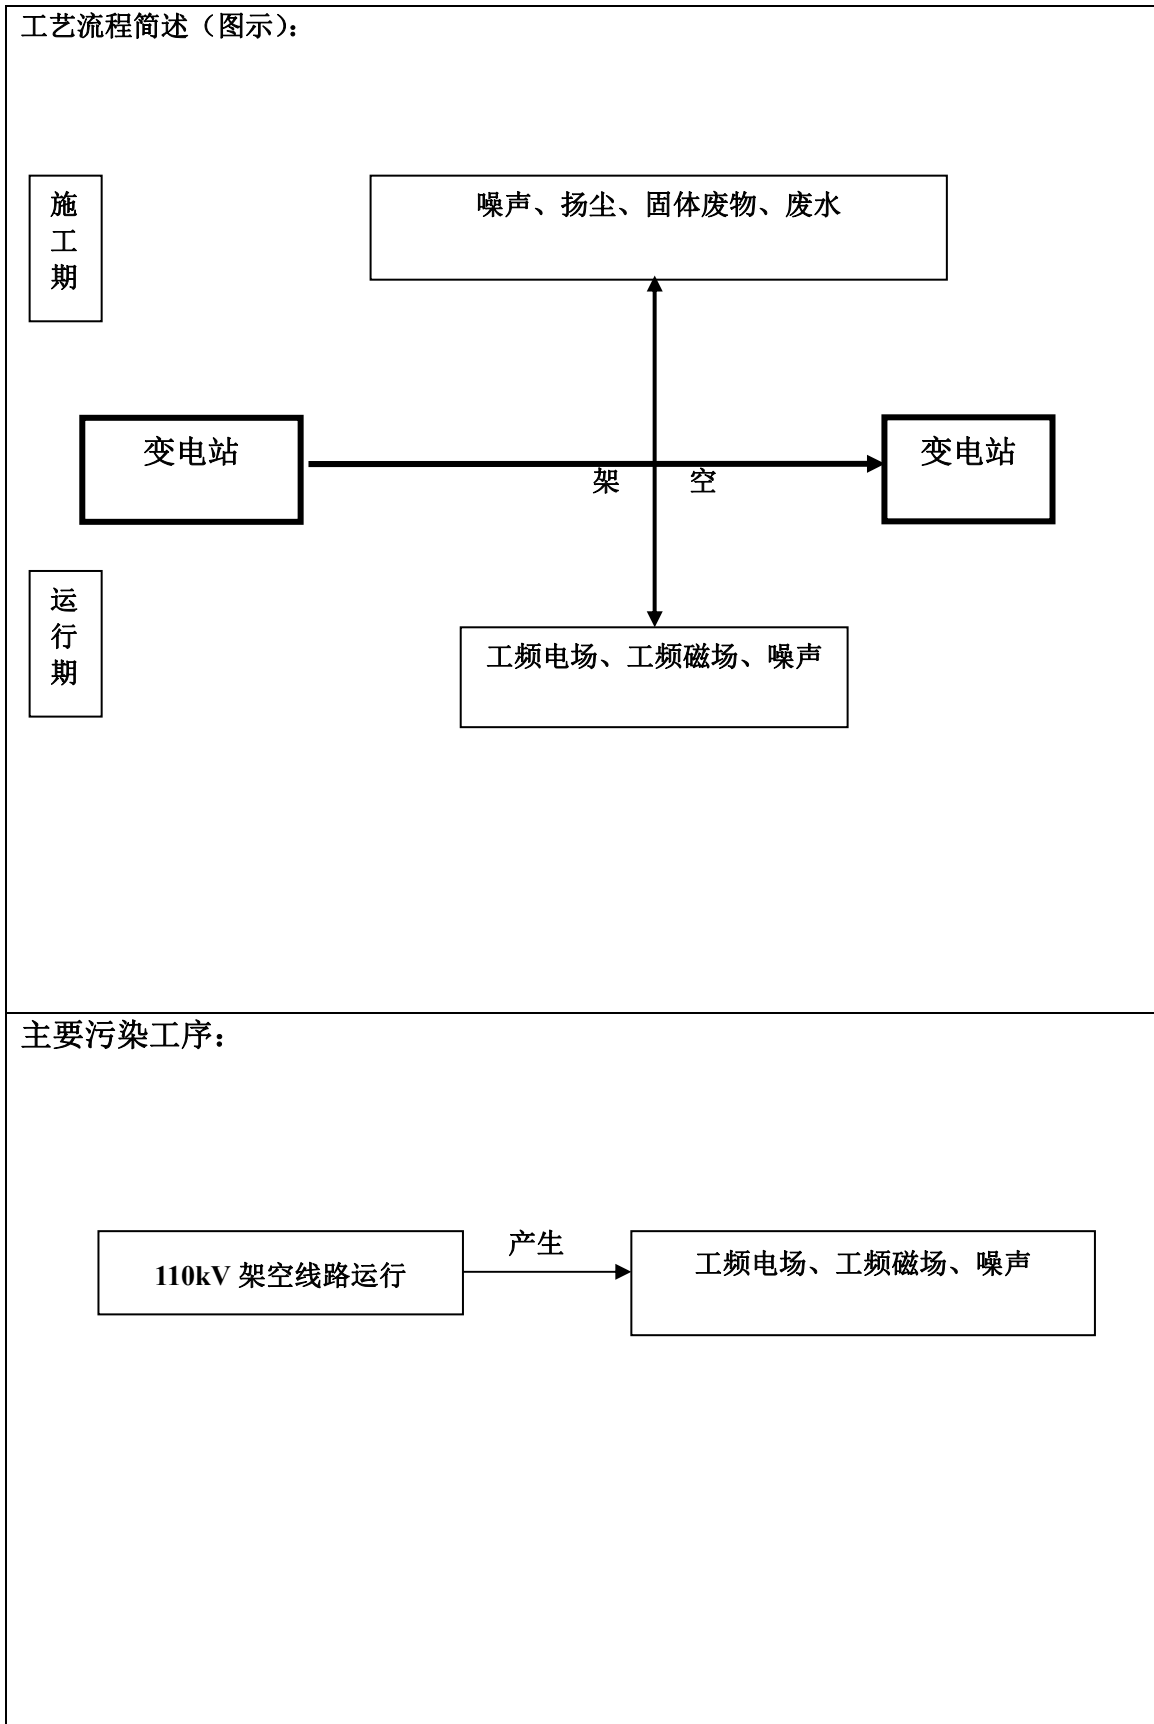 工艺流程简述（图示）：
施
工
期
噪声、扬尘、固体废物、废水
变电站
变电站
架 空
运
行
期
工频电场、工频磁场、噪声
主要污染工序：
产生
110kV 架空线路运行
工频电场、工频磁场、噪声